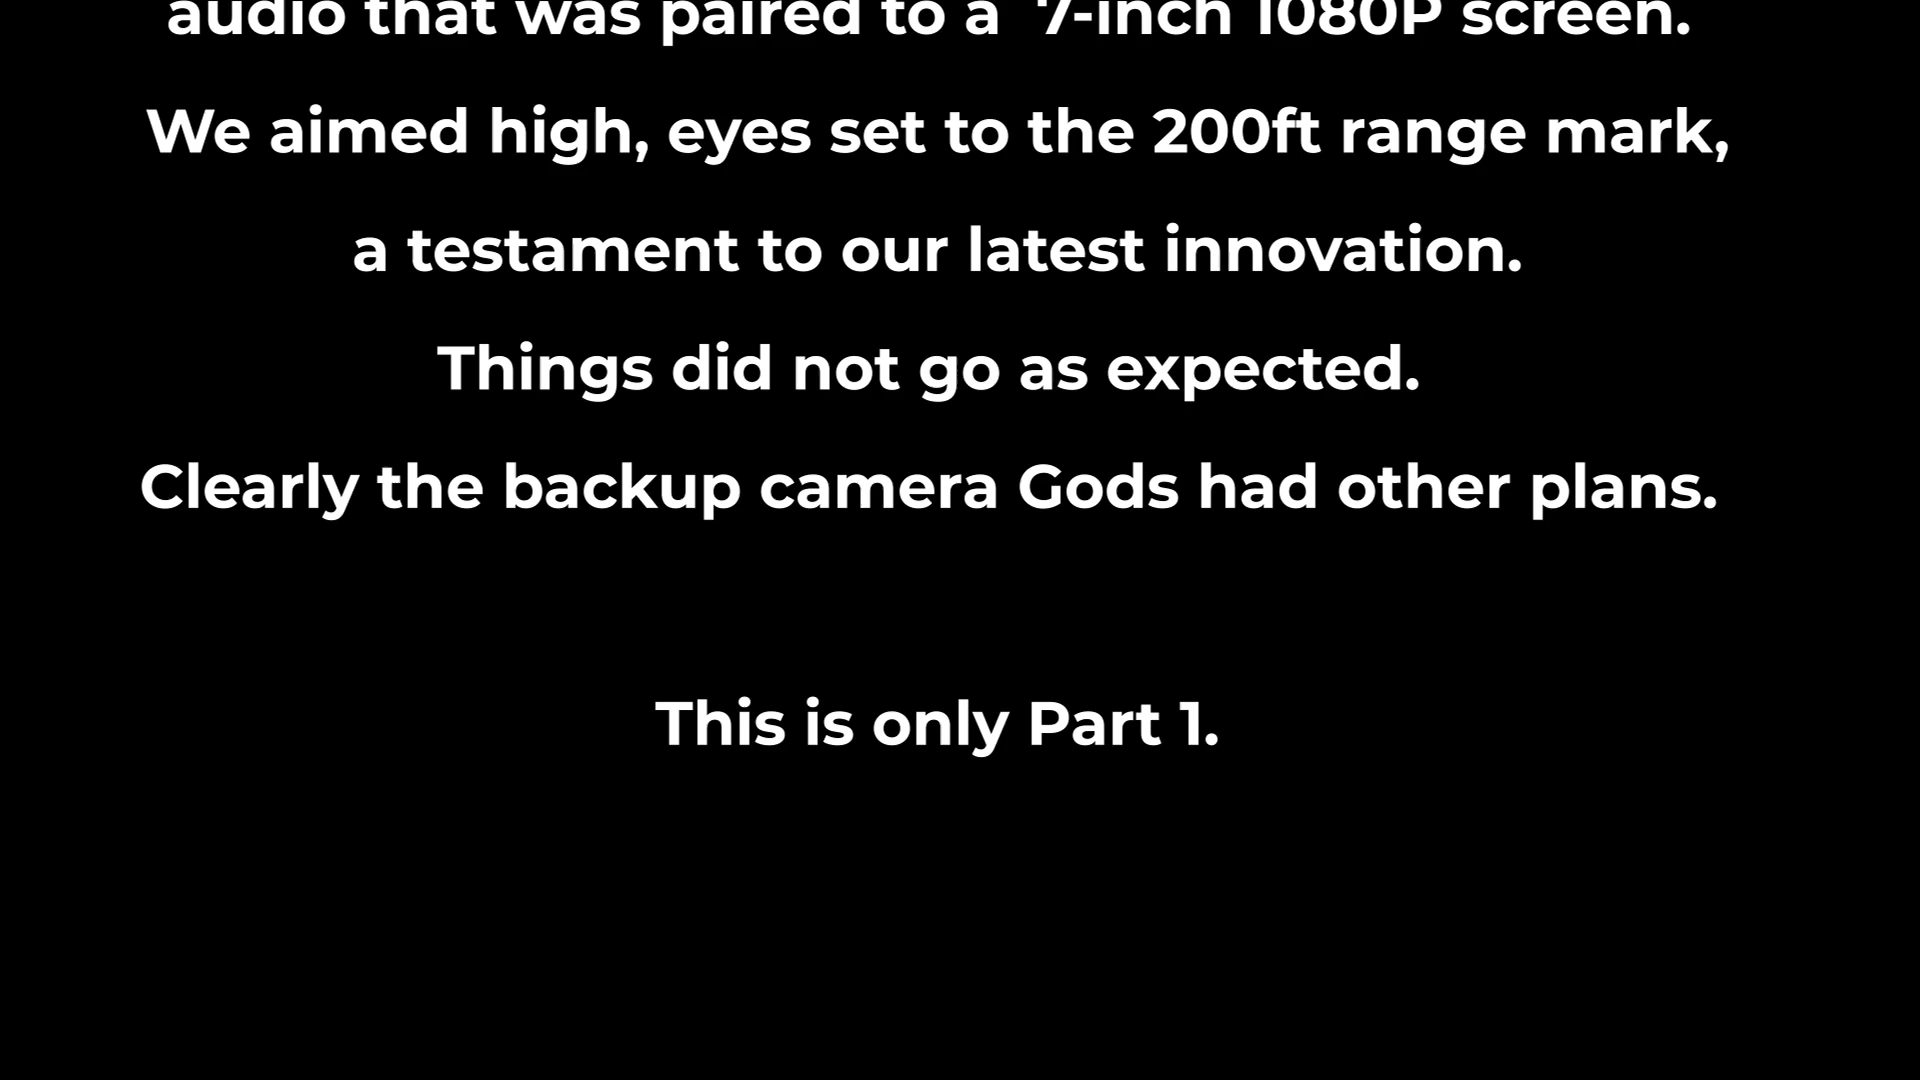 audio that was paired to a 7-inch 1080P screen.
We aimed high, eyes set to the 200ft range mark,
a testament to our latest innovation.
Things did not go as expected.
Clearly the backup camera Gods had other plans.
This is only Part 1.